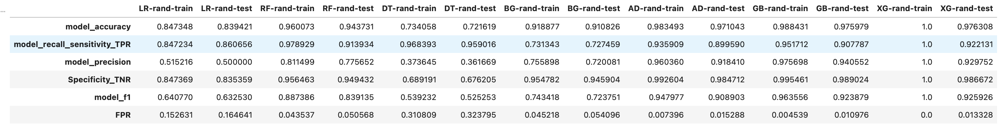 ... LR-rand-train LR-rand-test RF-rand-train RF-rand-test DT-rand-train DT-rand-test BG-rand-train BG-rand-test AD-rand-train AD-rand-test GB-rand-train GB-rand-test XG-rand-train XG-rand-test
model_accuracy 0.847348 0.839421 0.960073 0.943731 0.734058 0.721619 0.918877 0.910826 0.983493 0.971043 0.988431 0.975979 1.0 0.976308
model_recall_sensitivity_TPR 0.847234 0.860656 0.978929 0.913934 0.968393 0.959016 0.731343 0.727459 0.935909 0.899590 0.951712 0.907787 1.0 0.922131
model_precision 0.515216 0.500000 0.811499 0.775652 0.373645 0.361669 0.755898 0.720081 0.960360 0.918410 0.975698 0.940552 1.0 0.929752
Specificity_TNR 0.847369 0.835359 0.956463 0.949432 0.689191 0.676205 0.954782 0.945904 0.992604 0.984712 0.995461 0.989024 1.0 0.986672
model_f1 0.640770 0.632530 0.887386 0.839135 0.539232 0.525253 0.743418 0.723751 0.947977 0.908903 0.963556 0.923879 1.0 0.925926
FPR 0.152631 0.164641 0.043537 0.050568 0.310809 0.323795 0.045218 0.054096 0.007396 0.015288 0.004539 0.010976 0.0 0.013328